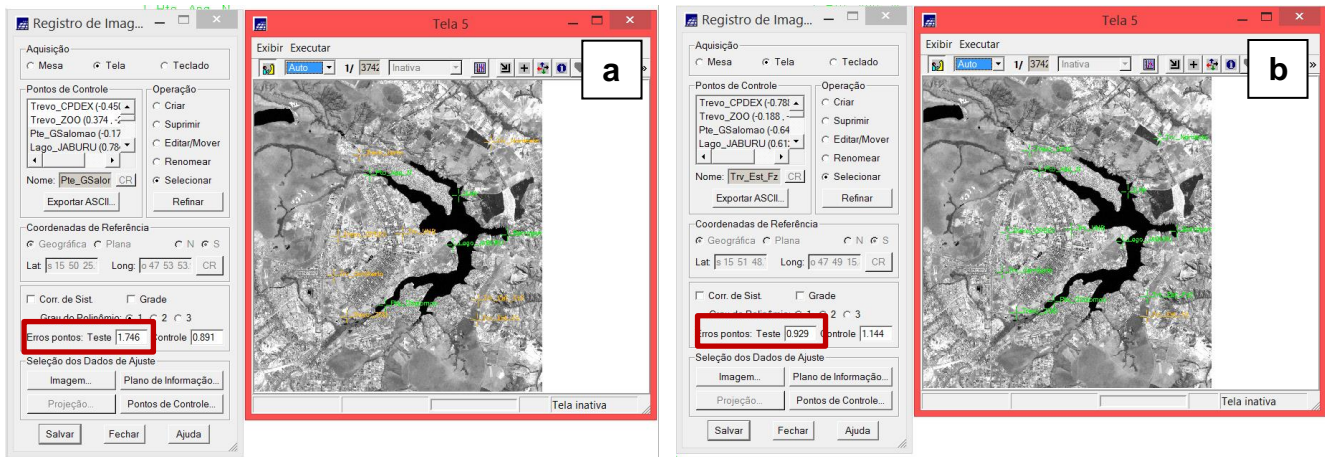 Registro de Imag...
Aquisição
Mesa Tela Teclado
Pontos de Controle
Operação
Trevo_CPDEX (-0.450
Trevo_ZOO (0.374 , -2
Pte_GSalomao (-0.17
Lago_JABURU (0.78
Criar
Suprimir
Editar/Mover
Renomear
Selecionar
Nome: Pte_GSalor CR
Exportar ASCII...
Refinar
Coordenadas de Referência
Geográfica Plana N S
Lat: s 15 50 25. Long: o 47 53 53. CR
Corr. de Sist. Grade
Grau do Polinômio: 1 2 3
Erros pontos: Teste 1.746 Controle 0.891
Seleção dos Dados de Ajuste
Imagem... Plano de Informação...
Projeção... Pontos de Controle...
Salvar Fechar Ajuda
Tela 5
Exibir Executar
Auto 1/ 3742 Inativa
a
Tela inativa
Registro de Imag...
Aquisição
Mesa Tela Teclado
Pontos de Controle
Operação
Trevo_CPDEX (-0.788
Trevo_ZOO (-0.188 , -
Pte_GSalomao (-0.64
Lago_JABURU (0.61
Criar
Suprimir
Editar/Mover
Renomear
Selecionar
Nome: Trv_Est_Fz CR
Exportar ASCII...
Refinar
Coordenadas de Referência
Geográfica Plana N S
Lat: s 15 51 48. Long: o 47 49 15. CR
Corr. de Sist. Grade
Grau do Polinômio: 1 2 3
Erros pontos: Teste 0.929 Controle 1.144
Seleção dos Dados de Ajuste
Imagem... Plano de Informação...
Projeção... Pontos de Controle...
Salvar Fechar Ajuda
Tela 5
Exibir Executar
Auto 1/ 3742 Inativa
b
Tela inativa